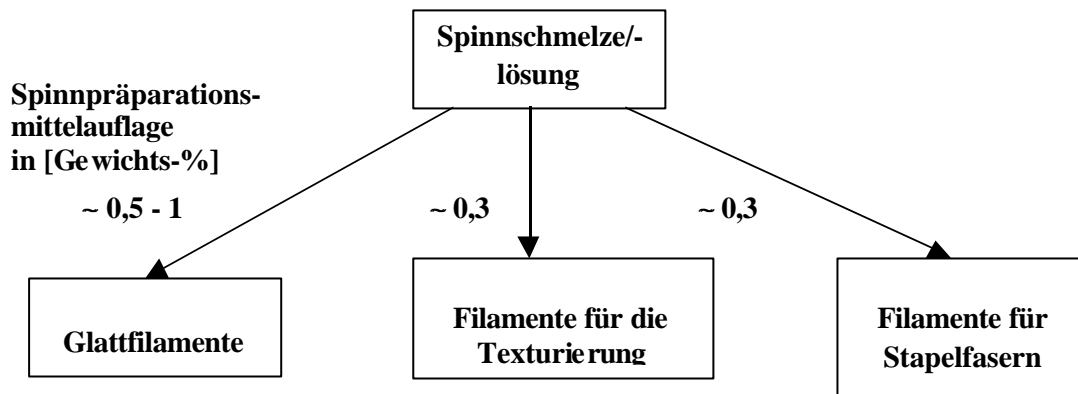 Spinnschmelze/-
lösung
Spinnpräparations-
mittelauflage
in [Gewichts-%]
~ 0,5 - 1
~ 0,3
~ 0,3
Glattfilamente
Filamente für die
Texturierung
Filamente für
Stapelfasern